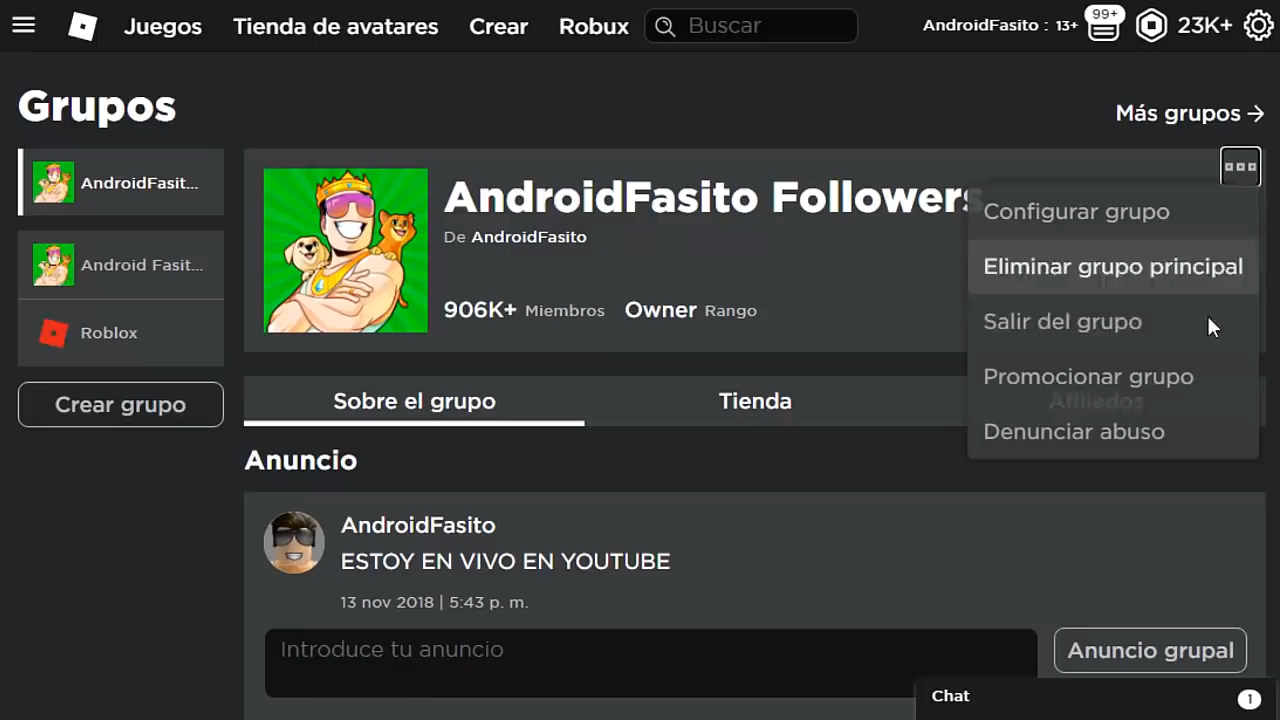 Juegos
Tienda de avatares
Crear
Robux
Buscar
AndroidFasito : 13+
99+
23K+
Grupos
Más grupos
AndroidFasit...
Android Fasit...
Roblox
Crear grupo
AndroidFasito Followers
De AndroidFasito
906K+ Miembros
Owner Rango
Configurar grupo
Eliminar grupo principal
Salir del grupo
Promocionar grupo
Denunciar abuso
Sobre el grupo
Tienda
Afiliados
Anuncio
AndroidFasito
ESTOY EN VIVO EN YOUTUBE
13 nov 2018 | 5:43 p. m.
Introduce tu anuncio
Anuncio grupal
Chat
1